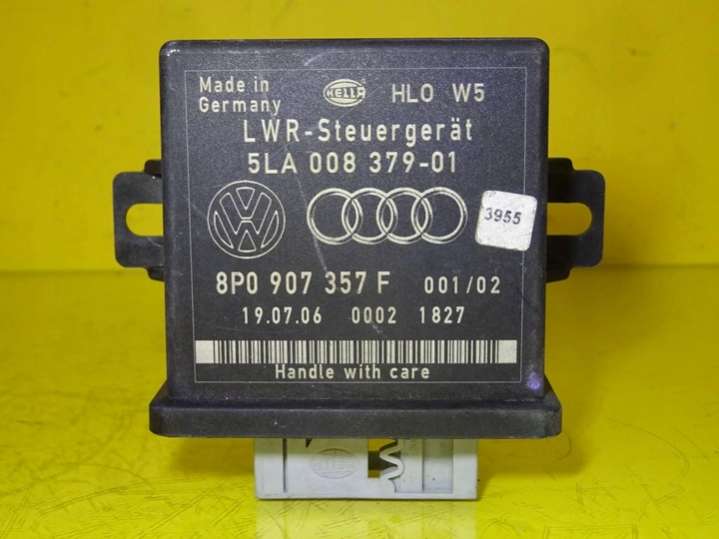 Made in
Germany
HELLA
HLO W5
LWR-Steuergerät
5LA 008 379-01
3955
8P0 907 357 F 001/02
19.07.06 0002 1827
Handle with care